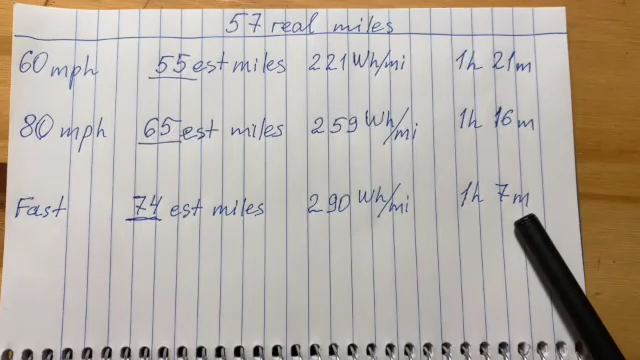 57 real miles
60 mph 55 est miles 221 Wh/mi 1h 21m
80 mph 65 est miles 259 Wh/mi 1h 16m
Fast 74 est miles 290 Wh/mi 1h 7m